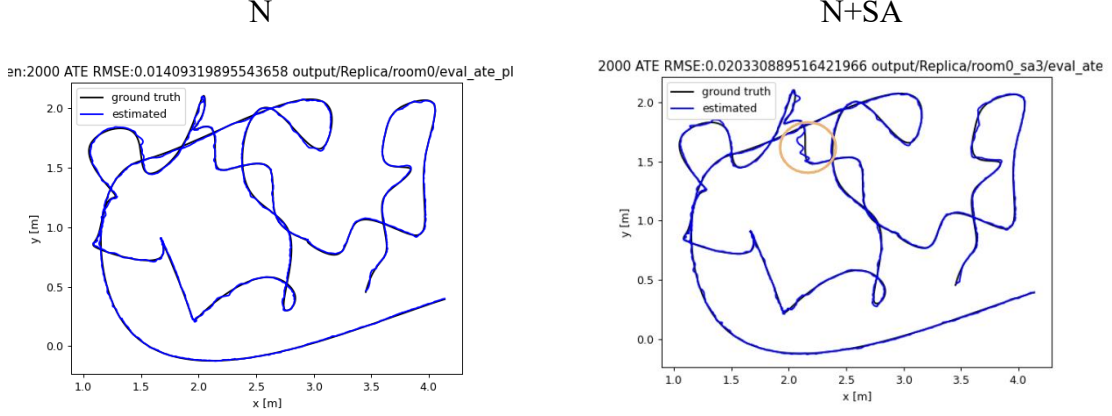 N
N+SA
en:2000 ATE RMSE:0.01409319895543658 output/Replica/room0/eval_ate_pl
2000 ATE RMSE:0.020330889516421966 output/Replica/room0_sa3/eval_ate
ground truth
estimated
2.0
1.5
1.0
0.5
0.0
y [m]
1.0 1.5 2.0 2.5 3.0 3.5 4.0
x [m]
ground truth
estimated
2.0
1.5
1.0
0.5
0.0
y [m]
1.0 1.5 2.0 2.5 3.0 3.5 4.0
x [m]